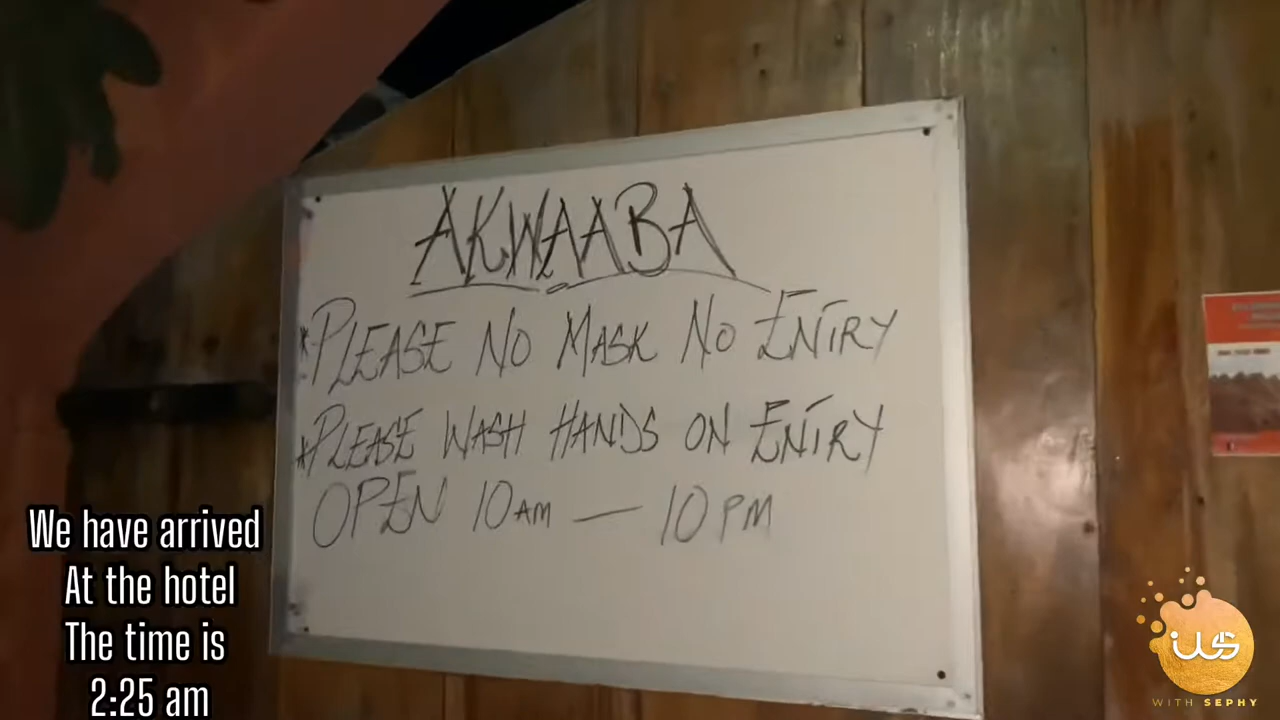 AKWAABA
*PLEASE NO MASK NO ENTRY
*PLEASE WASH HANDS ON ENTRY
OPEN 10AM — 10PM
We have arrived
At the hotel
The time is
2:25 am
WITH SEPHY